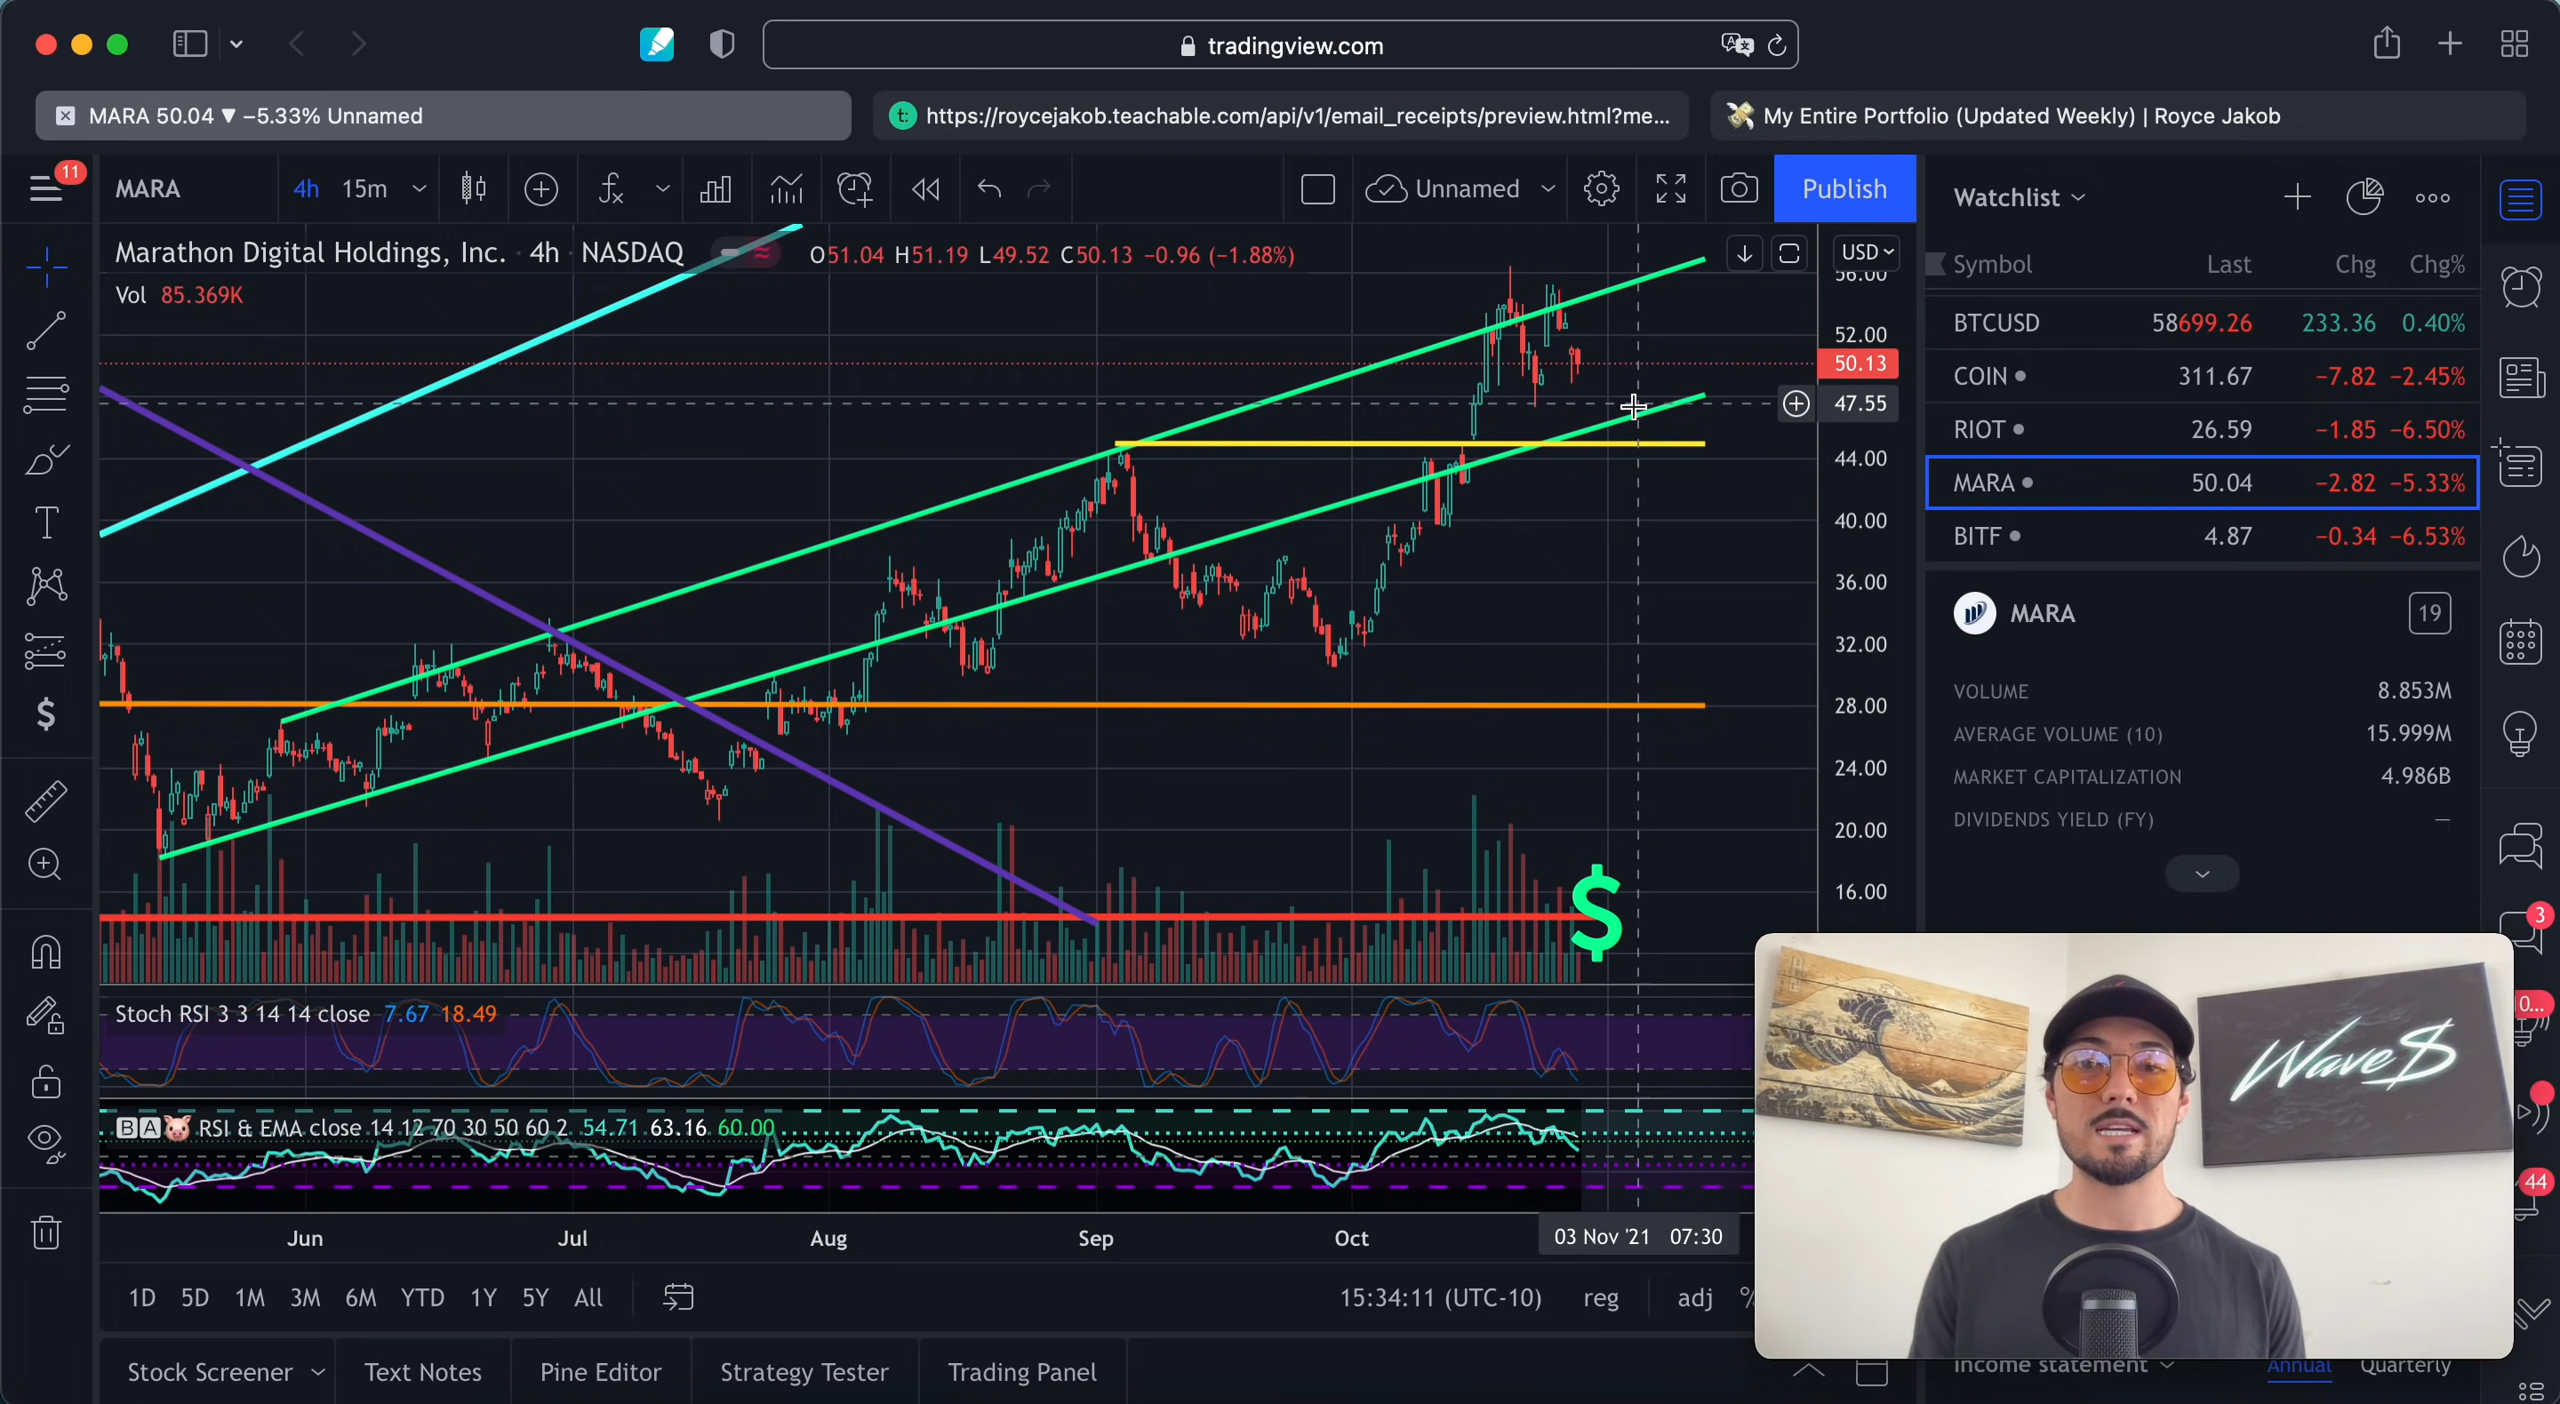 tradingview.com
MARA 50.04 ▼ −5.33% Unnamed
https://roycejakob.teachable.com/api/v1/email_receipts/preview.html?me...
My Entire Portfolio (Updated Weekly) | Royce Jakob
11
MARA
4h
15m
Unnamed
Publish
Watchlist
Marathon Digital Holdings, Inc. · 4h · NASDAQ
O51.04 H51.19 L49.52 C50.13 −0.96 (−1.88%)
Vol 85.369K
USD
56.00
52.00
50.13
47.55
44.00
40.00
36.00
32.00
28.00
24.00
20.00
16.00
Symbol Last Chg Chg%
BTCUSD 58699.26 233.36 0.40%
COIN 311.67 −7.82 −2.45%
RIOT 26.59 −1.85 −6.50%
MARA 50.04 −2.82 −5.33%
BITF 4.87 −0.34 −6.53%
MARA
19
VOLUME 8.853M
AVERAGE VOLUME (10) 15.999M
MARKET CAPITALIZATION 4.986B
DIVIDENDS YIELD (FY) —
$
3
0...
44
Wave$
Stoch RSI 3 3 14 14 close 7.67 18.49
BA RSI & EMA close 14 12 70 30 50 60 2 54.71 63.16 60.00
Jun Jul Aug Sep Oct
03 Nov '21 07:30
1D 5D 1M 3M 6M YTD 1Y 5Y All
15:34:11 (UTC-10)
reg
adj
%
Stock Screener
Text Notes
Pine Editor
Strategy Tester
Trading Panel
Income statement
Annual
Quarterly